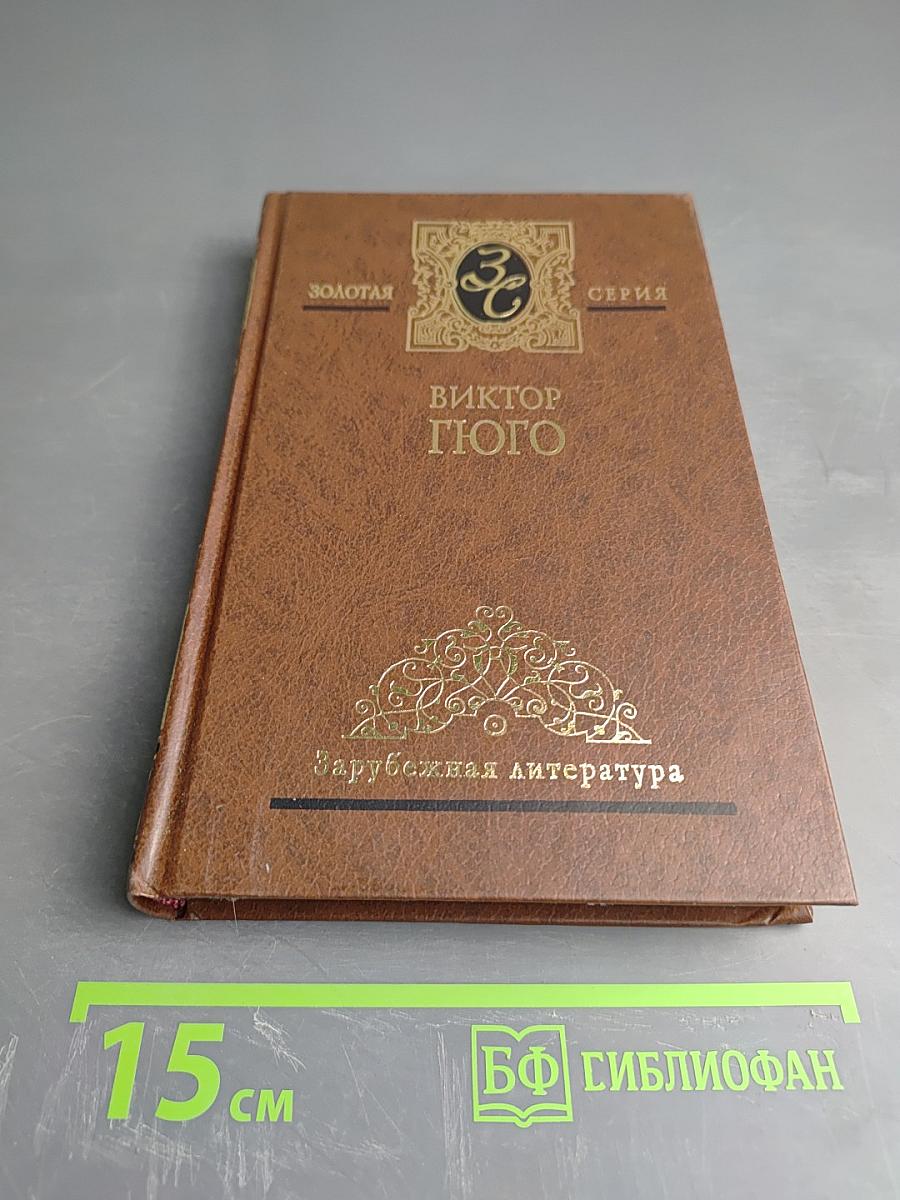 ЗС
ЗОЛОТАЯ СЕРИЯ
ВИКТОР
ГЮГО
Зарубежная литература
15 см
БФ БИБЛИОФАН